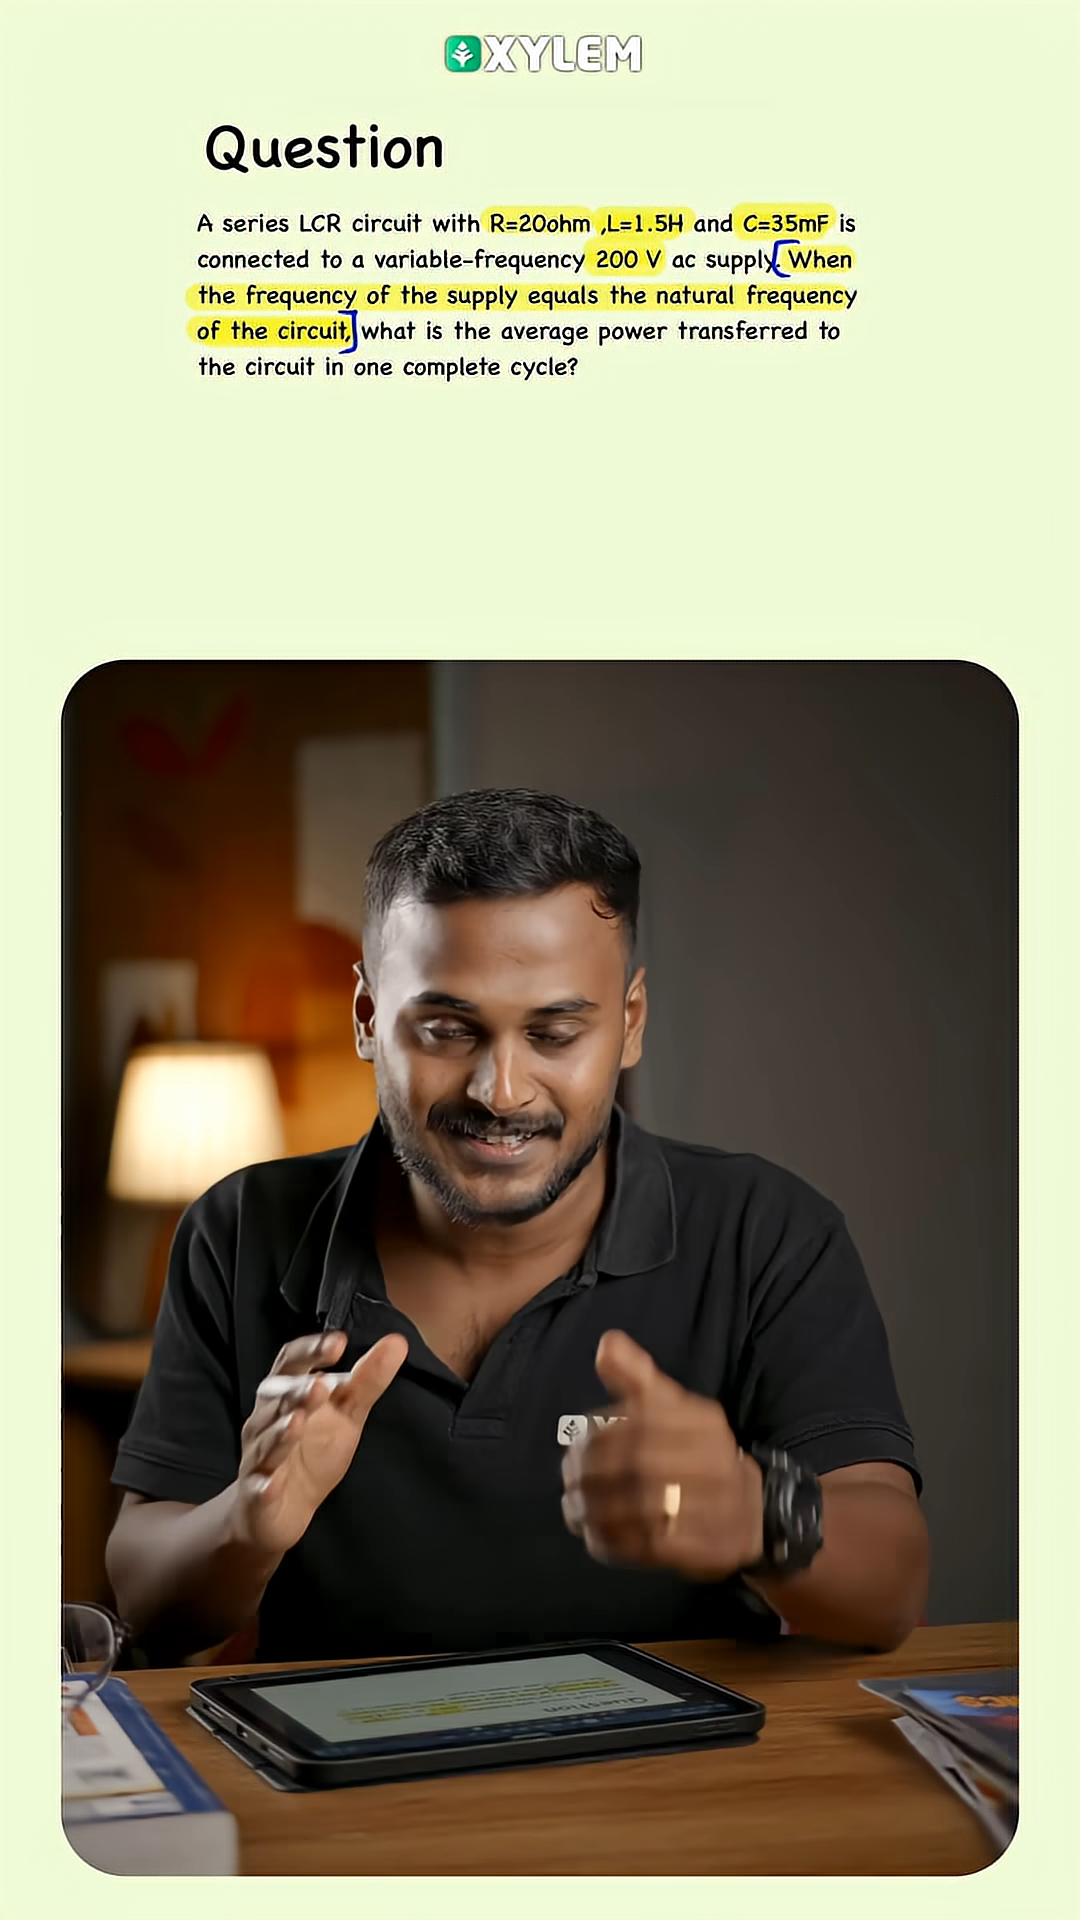 XYLEM
Question
A series LCR circuit with R=20ohm ,L=1.5H and C=35mF is
connected to a variable-frequency 200 V ac supply. When
the frequency of the supply equals the natural frequency
of the circuit, what is the average power transferred to
the circuit in one complete cycle?
Question